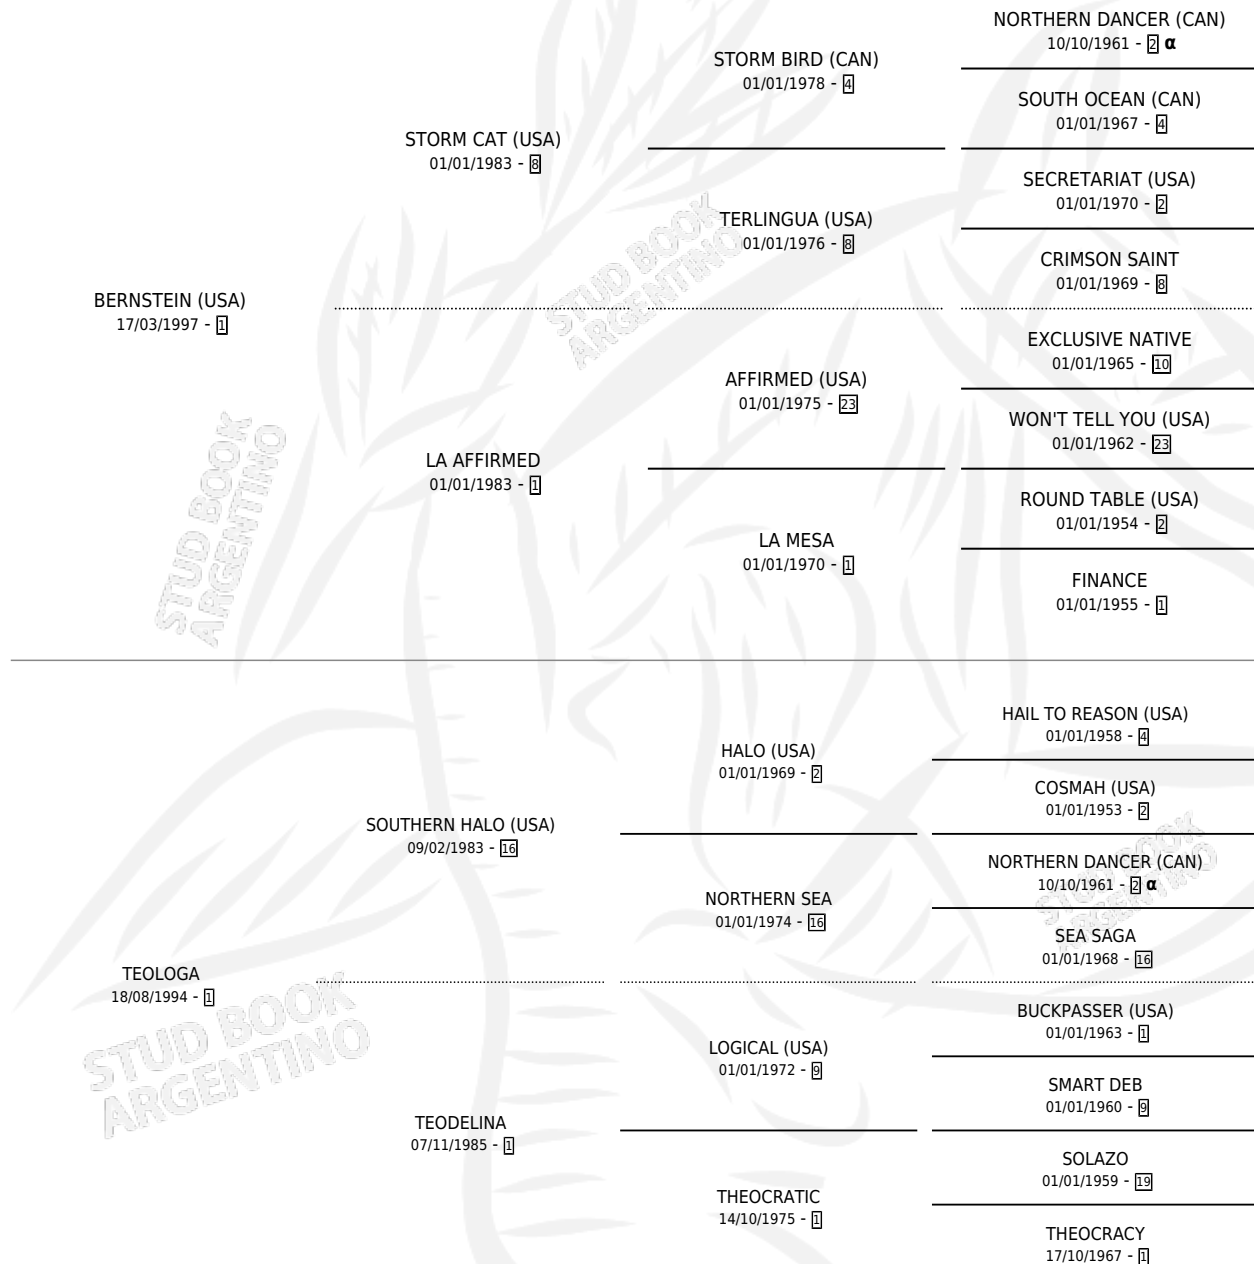 NORTHERN DANCER (CAN)
10/10/1961 - 2 α
STORM BIRD (CAN)
01/01/1978 - 4
SOUTH OCEAN (CAN)
01/01/1967 - 4
STORM CAT (USA)
01/01/1983 - 8
SECRETARIAT (USA)
01/01/1970 - 2
TERLINGUA (USA)
01/01/1976 - 8
CRIMSON SAINT
01/01/1969 - 8
BERNSTEIN (USA)
17/03/1997 - 1
EXCLUSIVE NATIVE
01/01/1965 - 10
AFFIRMED (USA)
01/01/1975 - 23
WON'T TELL YOU (USA)
01/01/1962 - 23
LA AFFIRMED
01/01/1983 - 1
ROUND TABLE (USA)
01/01/1954 - 2
LA MESA
01/01/1970 - 1
FINANCE
01/01/1955 - 1
HAIL TO REASON (USA)
01/01/1958 - 4
HALO (USA)
01/01/1969 - 2
COSMAH (USA)
01/01/1953 - 2
SOUTHERN HALO (USA)
09/02/1983 - 16
NORTHERN DANCER (CAN)
10/10/1961 - 2 α
NORTHERN SEA
01/01/1974 - 16
SEA SAGA
01/01/1968 - 16
TEOLOGA
18/08/1994 - 1
BUCKPASSER (USA)
01/01/1963 - 1
LOGICAL (USA)
01/01/1972 - 9
SMART DEB
01/01/1960 - 9
TEODELINA
07/11/1985 - 1
SOLAZO
01/01/1959 - 19
THEOCRATIC
14/10/1975 - 1
THEOCRACY
17/10/1967 - 1
STUD BOOK
ARGENTINO
STUD BOOK
ARGENTINO
STUD BOOK
ARGENTINO
STUD BOOK
ARGENTINO